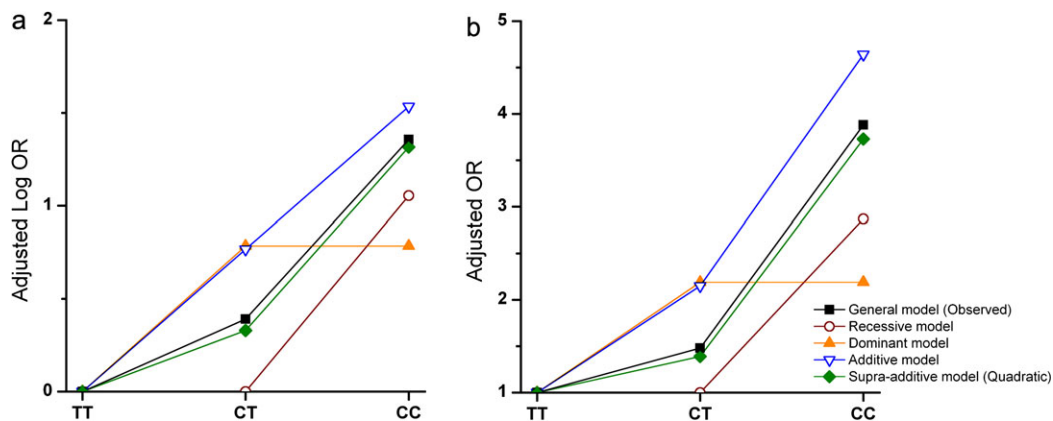 a
Adjusted Log OR
2
1
0
TT CT CC
b
Adjusted OR
5
4
3
2
1
TT CT CC
General model (Observed)
Recessive model
Dominant model
Additive model
Supra-additive model (Quadratic)